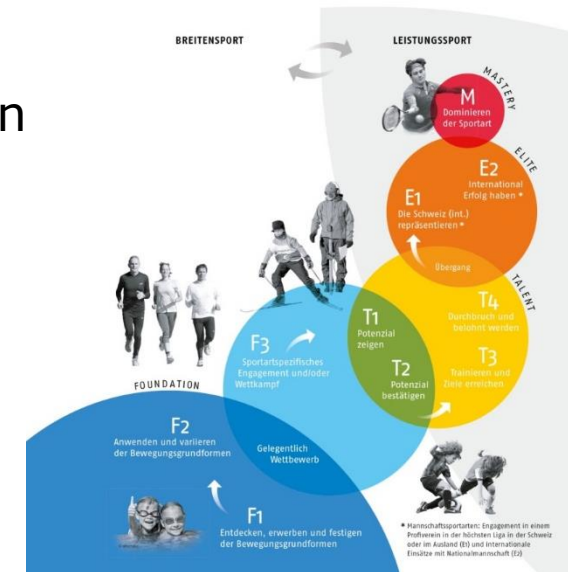 BREITENSPORT
LEISTUNGSSPORT
n
MASTERY
M
Dominieren
der Sportart
ELITE
E2
International
Erfolg haben *
E1
Die Schweiz (int.)
repräsentieren *
Übergang
TALENT
T4
Durchbruch und
belohnt werden
T1
Potenzial
zeigen
T3
Trainieren und
Ziele erreichen
T2
Potenzial
bestätigen
F3
Sportartspezifisches
Engagement und/oder
Wettkampf
FOUNDATION
F2
Anwenden und variieren
der Bewegungsgrundformen
Gelegentlich
Wettbewerb
F1
Entdecken, erwerben und festigen
der Bewegungsgrundformen
* Mannschaftssportarten: Engagement in einem
Profiverein in der höchsten Liga in der Schweiz
oder im Ausland (E1) und internationale
Einsätze mit Nationalmannschaft (E2)